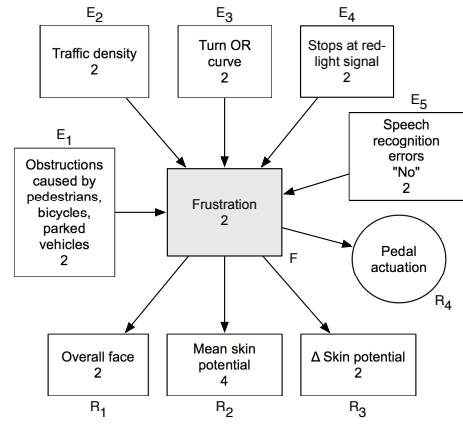 E2
E3
E4
Traffic density
2
Turn OR
curve
2
Stops at red-
light signal
2
E5
Speech
recognition
errors
"No"
2
E1
Obstructions
caused by
pedestrians,
bicycles,
parked
vehicles
2
Frustration
2
F
Pedal
actuation
R4
Overall face
2
Mean skin
potential
4
Δ Skin potential
2
R1
R2
R3